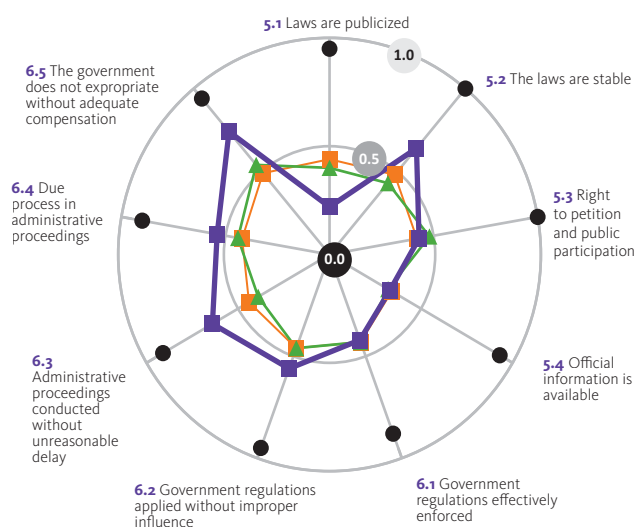 5.1 Laws are publicized
1.0
5.2 The laws are stable
0.5
5.3 Right
to petition
and public
participation
0.0
5.4 Official
information is
available
6.1 Government
regulations effectively
enforced
6.2 Government regulations
applied without improper
influence
6.3
Administrative
proceedings
conducted
without
unreasonable
delay
6.4 Due
process in
administrative
proceedings
6.5 The government
does not expropriate
without adequate
compensation